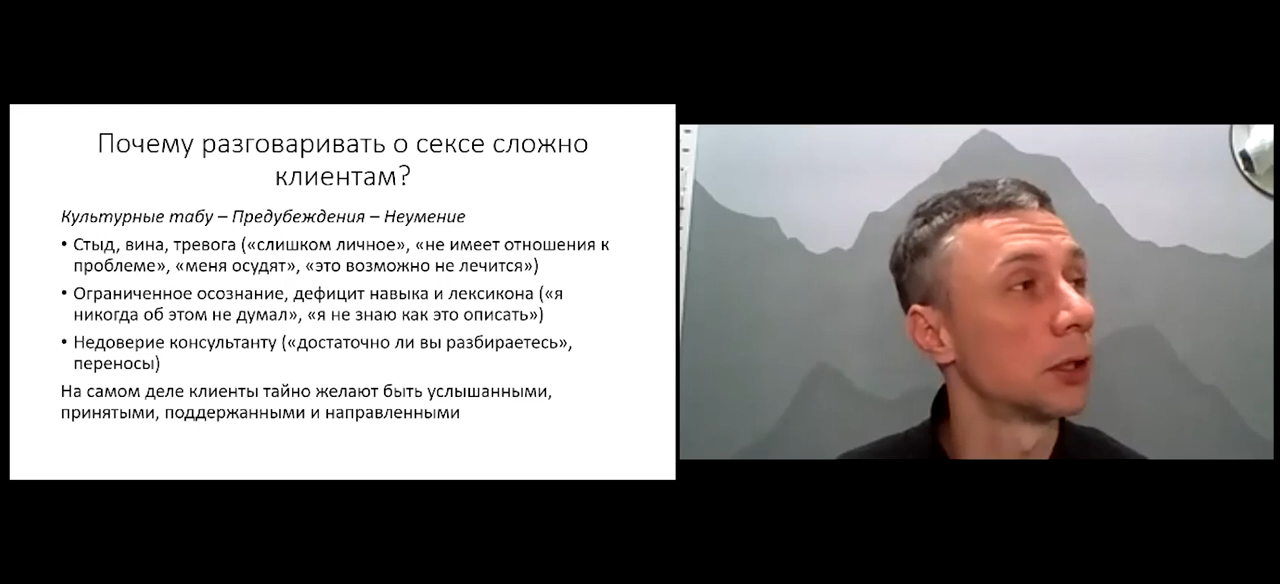 Почему разговаривать о сексе сложно
клиентам?
Культурные табу – Предубеждения – Неумение
• Стыд, вина, тревога («слишком личное», «не имеет отношения к
проблеме», «меня осудят», «это возможно не лечится»)
• Ограниченное осознание, дефицит навыка и лексикона («я
никогда об этом не думал», «я не знаю как это описать»)
• Недоверие консультанту («достаточно ли вы разбираетесь»,
переносы)
На самом деле клиенты тайно желают быть услышанными,
принятыми, поддержанными и направленными